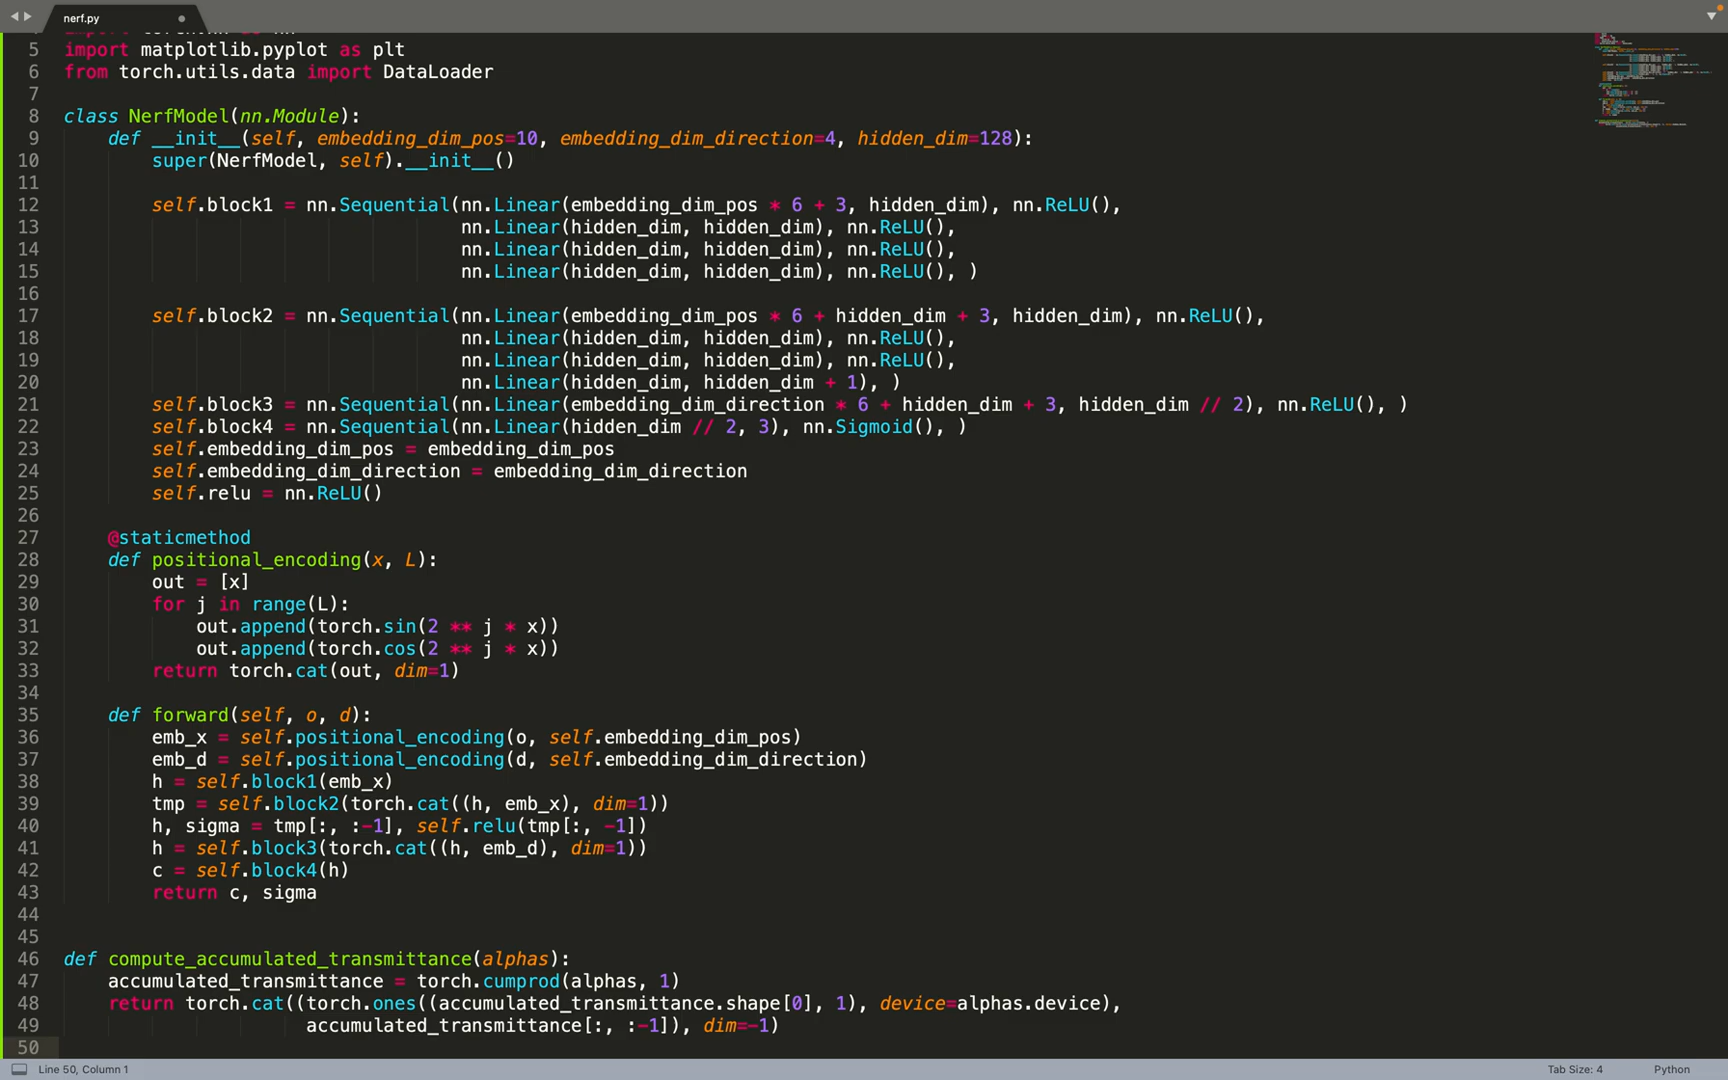 nerf.py
5 import matplotlib.pyplot as plt
6 from torch.utils.data import DataLoader
7
8 class NerfModel(nn.Module):
9     def __init__(self, embedding_dim_pos=10, embedding_dim_direction=4, hidden_dim=128):
10         super(NerfModel, self).__init__()
11
12         self.block1 = nn.Sequential(nn.Linear(embedding_dim_pos * 6 + 3, hidden_dim), nn.ReLU(),
13                                     nn.Linear(hidden_dim, hidden_dim), nn.ReLU(),
14                                     nn.Linear(hidden_dim, hidden_dim), nn.ReLU(),
15                                     nn.Linear(hidden_dim, hidden_dim), nn.ReLU(), )
16
17         self.block2 = nn.Sequential(nn.Linear(embedding_dim_pos * 6 + hidden_dim + 3, hidden_dim), nn.ReLU(),
18                                     nn.Linear(hidden_dim, hidden_dim), nn.ReLU(),
19                                     nn.Linear(hidden_dim, hidden_dim), nn.ReLU(),
20                                     nn.Linear(hidden_dim, hidden_dim + 1), )
21         self.block3 = nn.Sequential(nn.Linear(embedding_dim_direction * 6 + hidden_dim + 3, hidden_dim // 2), nn.ReLU(), )
22         self.block4 = nn.Sequential(nn.Linear(hidden_dim // 2, 3), nn.Sigmoid(), )
23         self.embedding_dim_pos = embedding_dim_pos
24         self.embedding_dim_direction = embedding_dim_direction
25         self.relu = nn.ReLU()
26
27     @staticmethod
28     def positional_encoding(x, L):
29         out = [x]
30         for j in range(L):
31             out.append(torch.sin(2 ** j * x))
32             out.append(torch.cos(2 ** j * x))
33         return torch.cat(out, dim=1)
34
35     def forward(self, o, d):
36         emb_x = self.positional_encoding(o, self.embedding_dim_pos)
37         emb_d = self.positional_encoding(d, self.embedding_dim_direction)
38         h = self.block1(emb_x)
39         tmp = self.block2(torch.cat((h, emb_x), dim=1))
40         h, sigma = tmp[:, :-1], self.relu(tmp[:, -1])
41         h = self.block3(torch.cat((h, emb_d), dim=1))
42         c = self.block4(h)
43         return c, sigma
44
45
46 def compute_accumulated_transmittance(alphas):
47     accumulated_transmittance = torch.cumprod(alphas, 1)
48     return torch.cat((torch.ones((accumulated_transmittance.shape[0], 1), device=alphas.device),
49                       accumulated_transmittance[:, :-1]), dim=-1)
50
Line 50, Column 1
Tab Size: 4
Python